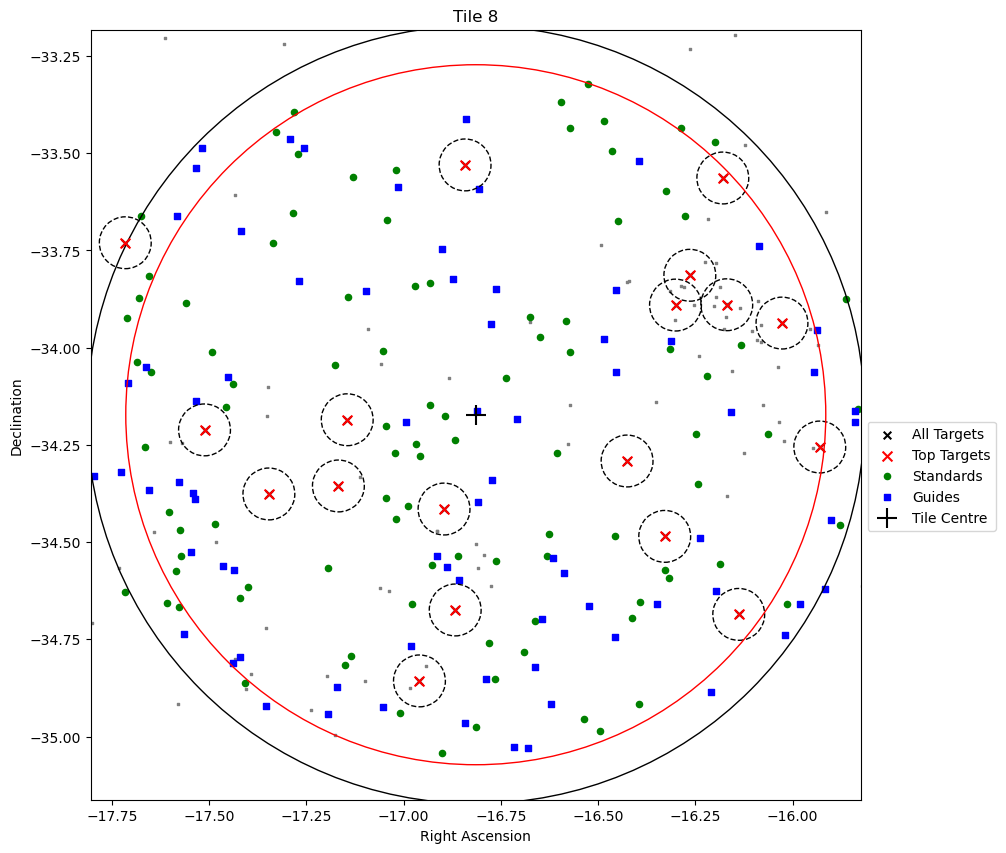 Tile 8
−33.25
−33.50
−33.75
−34.00
−34.25
−34.50
−34.75
−35.00
Declination
−17.75
−17.50
−17.25
−17.00
−16.75
−16.50
−16.25
−16.00
Right Ascension
All Targets
Top Targets
Standards
Guides
Tile Centre